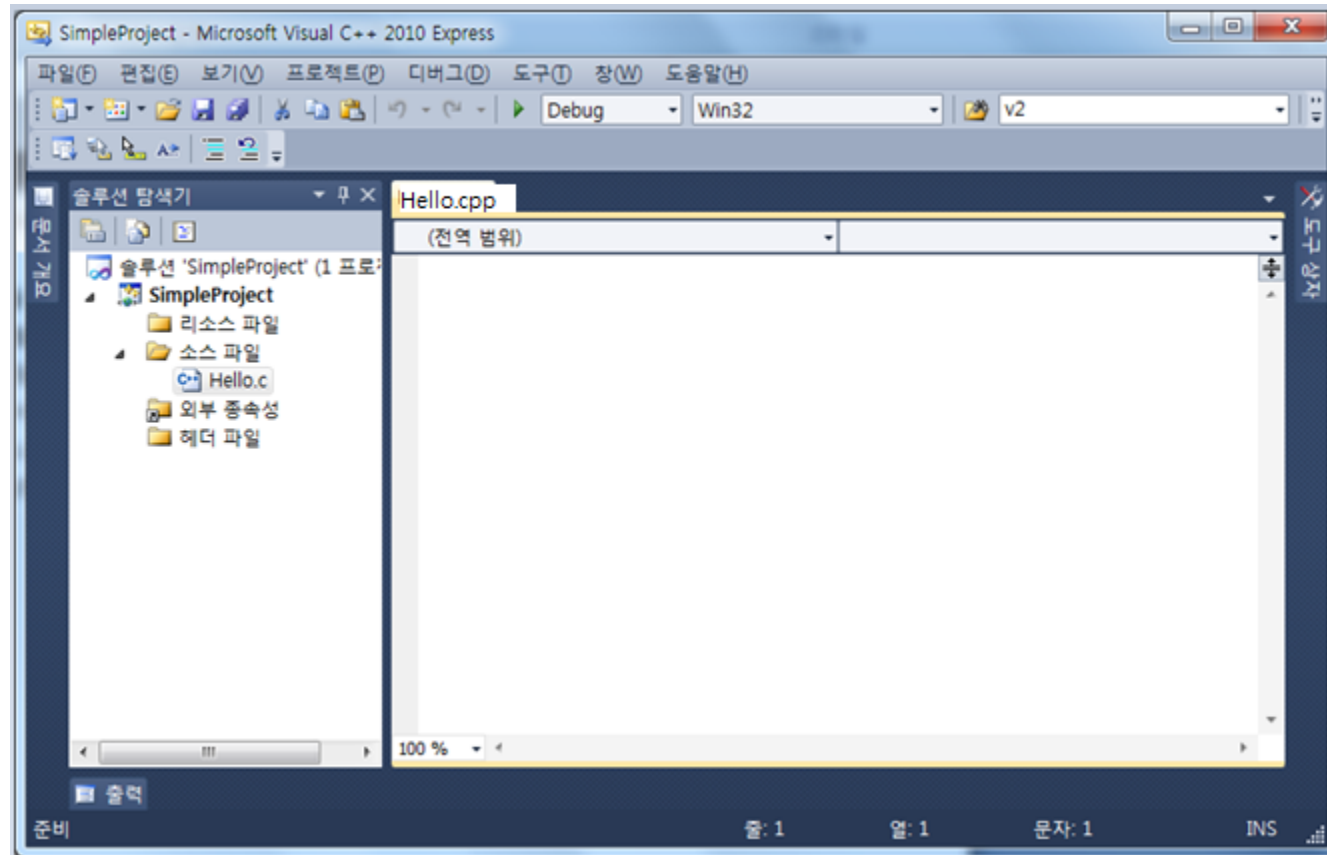 SimpleProject - Microsoft Visual C++ 2010 Express
파일(F) 편집(E) 보기(V) 프로젝트(P) 디버그(D) 도구(T) 창(W) 도움말(H)
Debug Win32 v2
솔루션 탐색기
Hello.cpp
(전역 범위)
문서 개요
도구 상자
솔루션 'SimpleProject' (1 프로
SimpleProject
리소스 파일
소스 파일
Hello.c
외부 종속성
헤더 파일
100 %
출력
준비 줄: 1 열: 1 문자: 1 INS